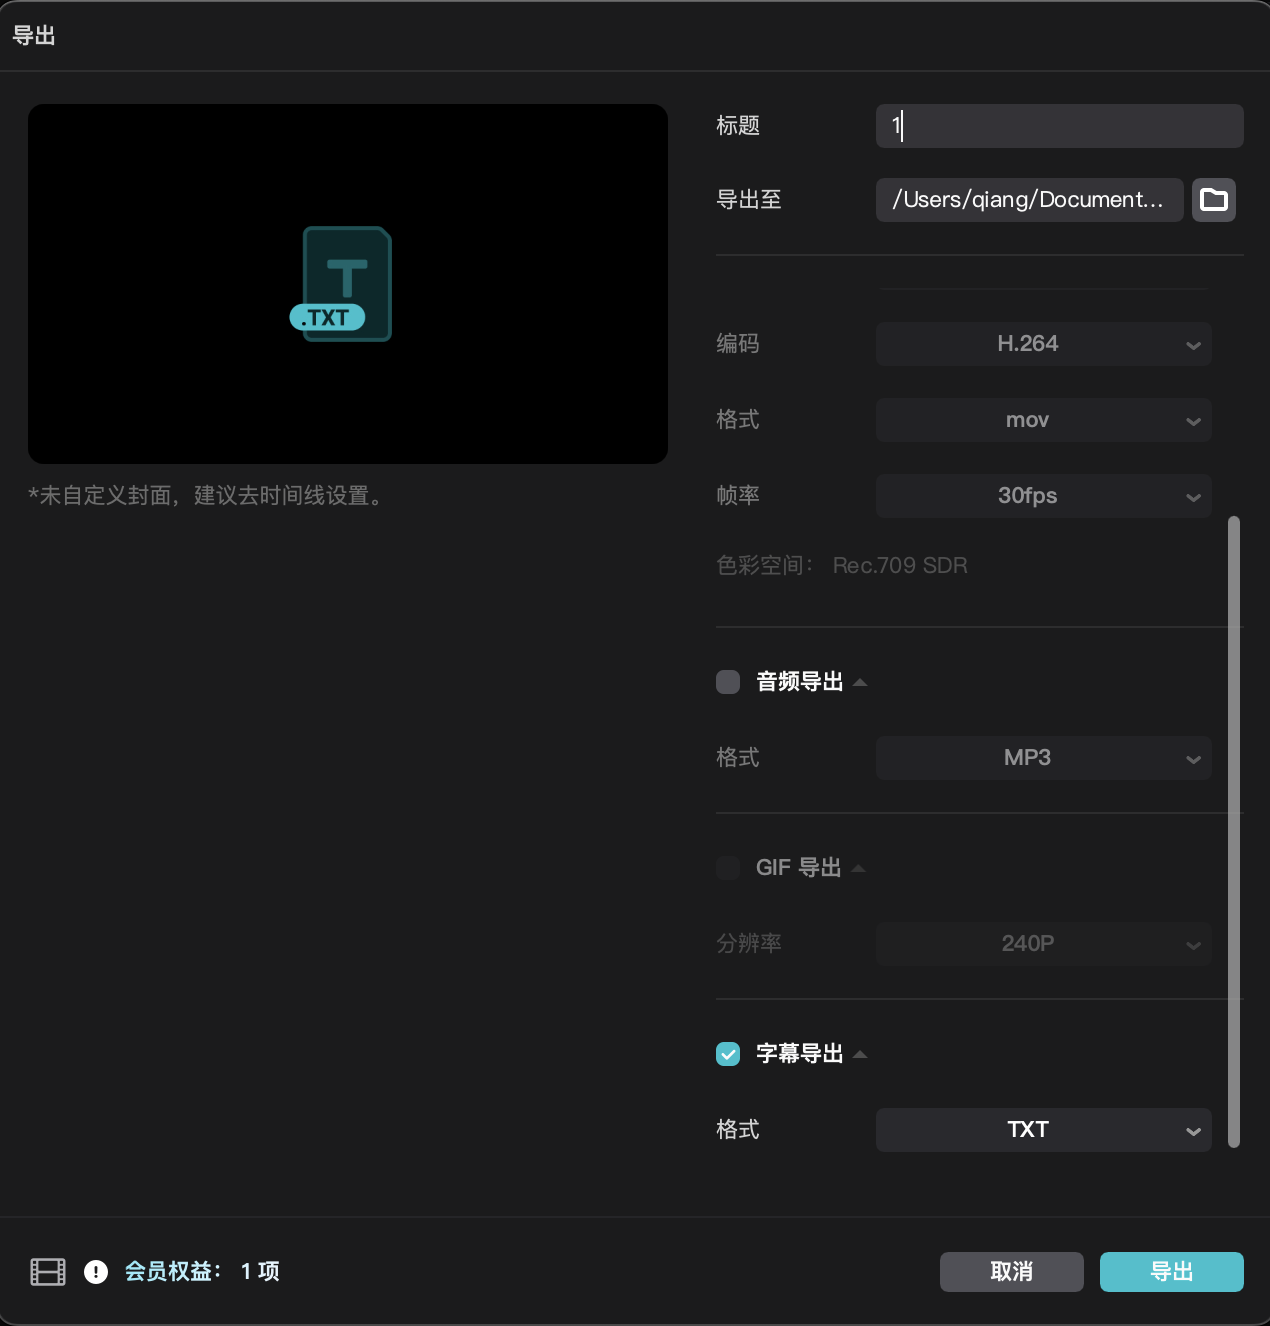 导出
T
.TXT
*未自定义封面，建议去时间线设置。
标题 1
导出至 /Users/qiang/Document...
编码 H.264
格式 mov
帧率 30fps
色彩空间： Rec.709 SDR
音频导出
格式 MP3
GIF 导出
分辨率 240P
字幕导出
格式 TXT
会员权益： 1 项
取消 导出